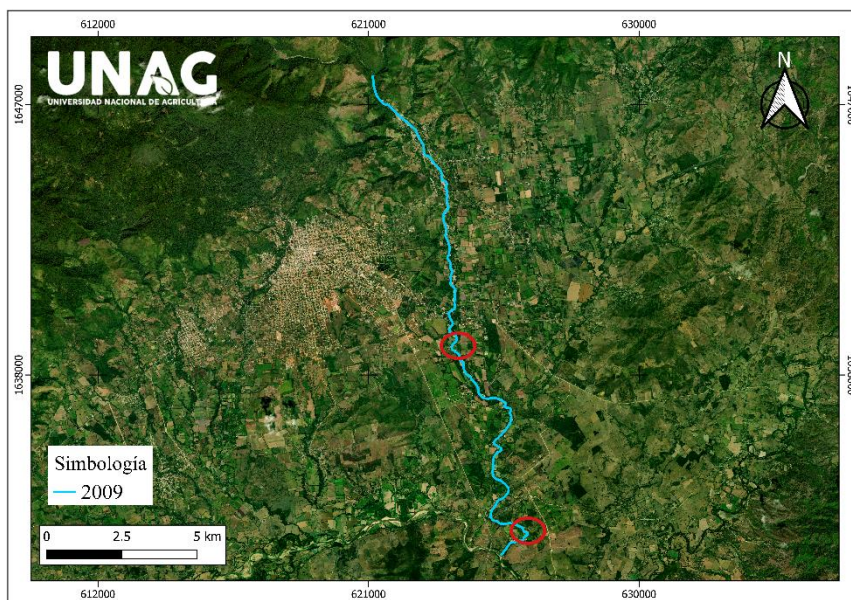 612000 621000 630000
UNAG
UNIVERSIDAD NACIONAL DE AGRICULTURA
N
1647000
1638000
Simbología
2009
0 2.5 5 km
612000 621000 630000